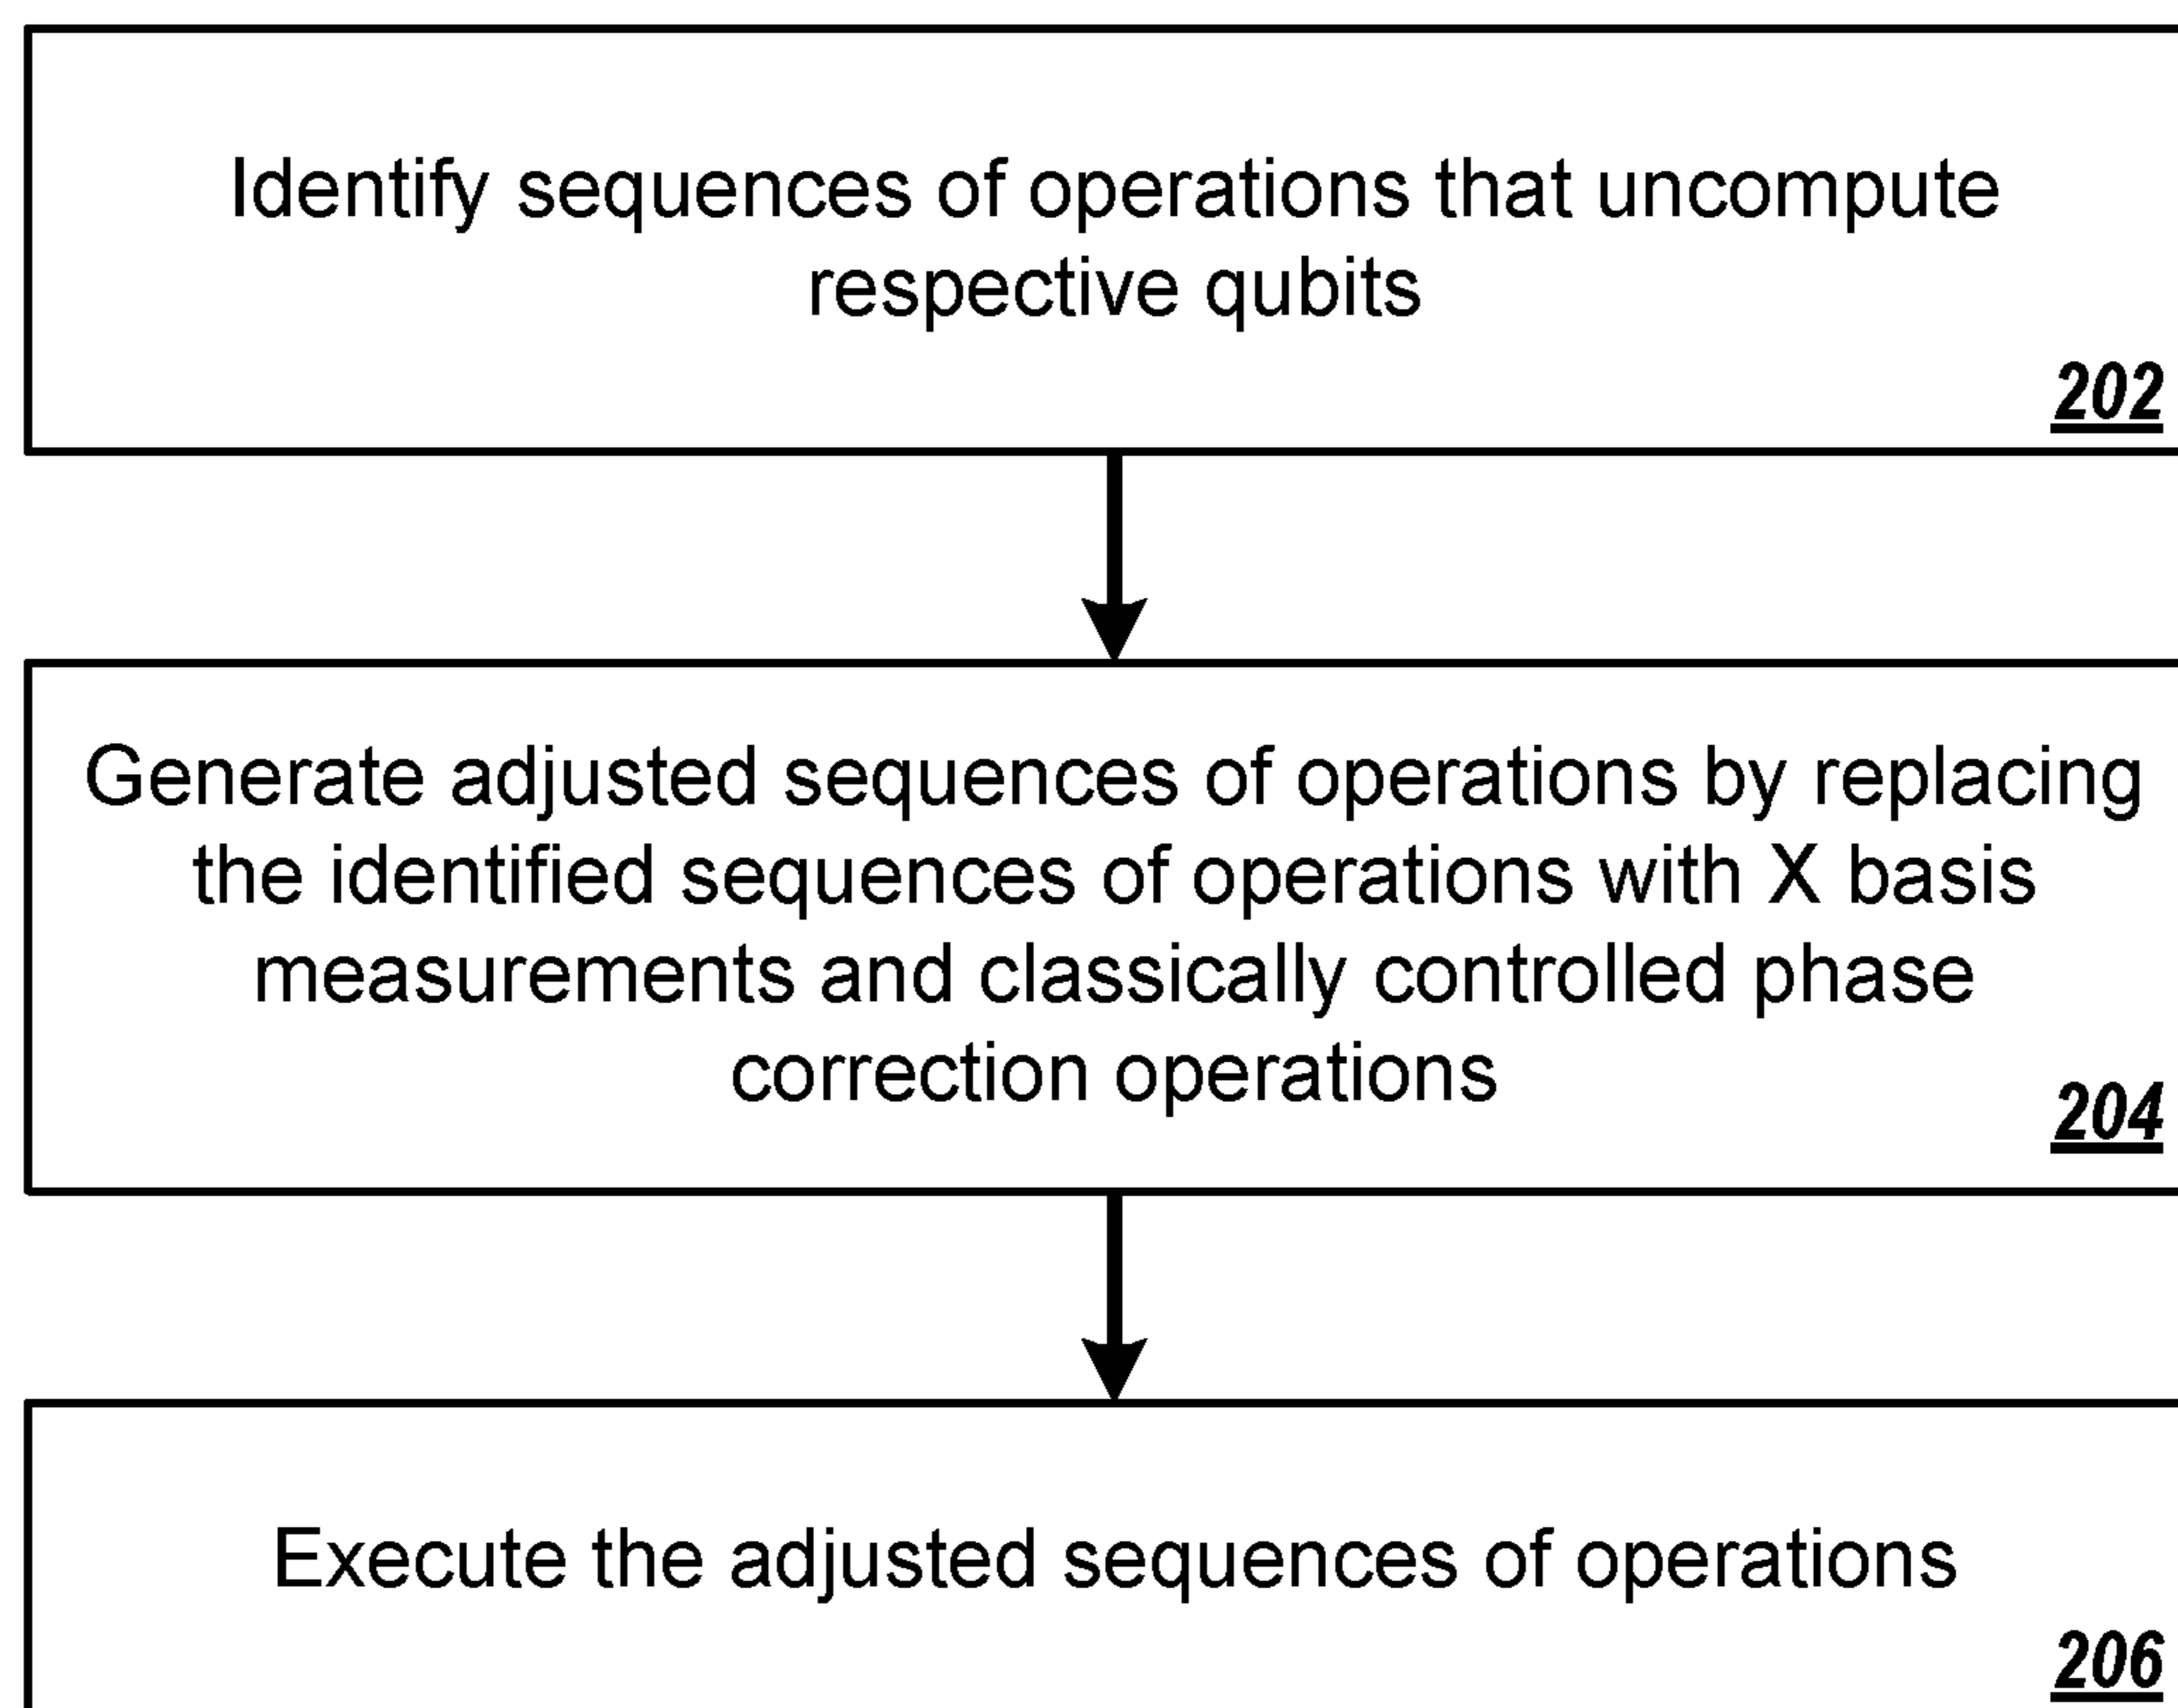 Identify sequences of operations that uncompute
respective qubits
202
Generate adjusted sequences of operations by replacing
the identified sequences of operations with X basis
measurements and classically controlled phase
correction operations
204
Execute the adjusted sequences of operations
206